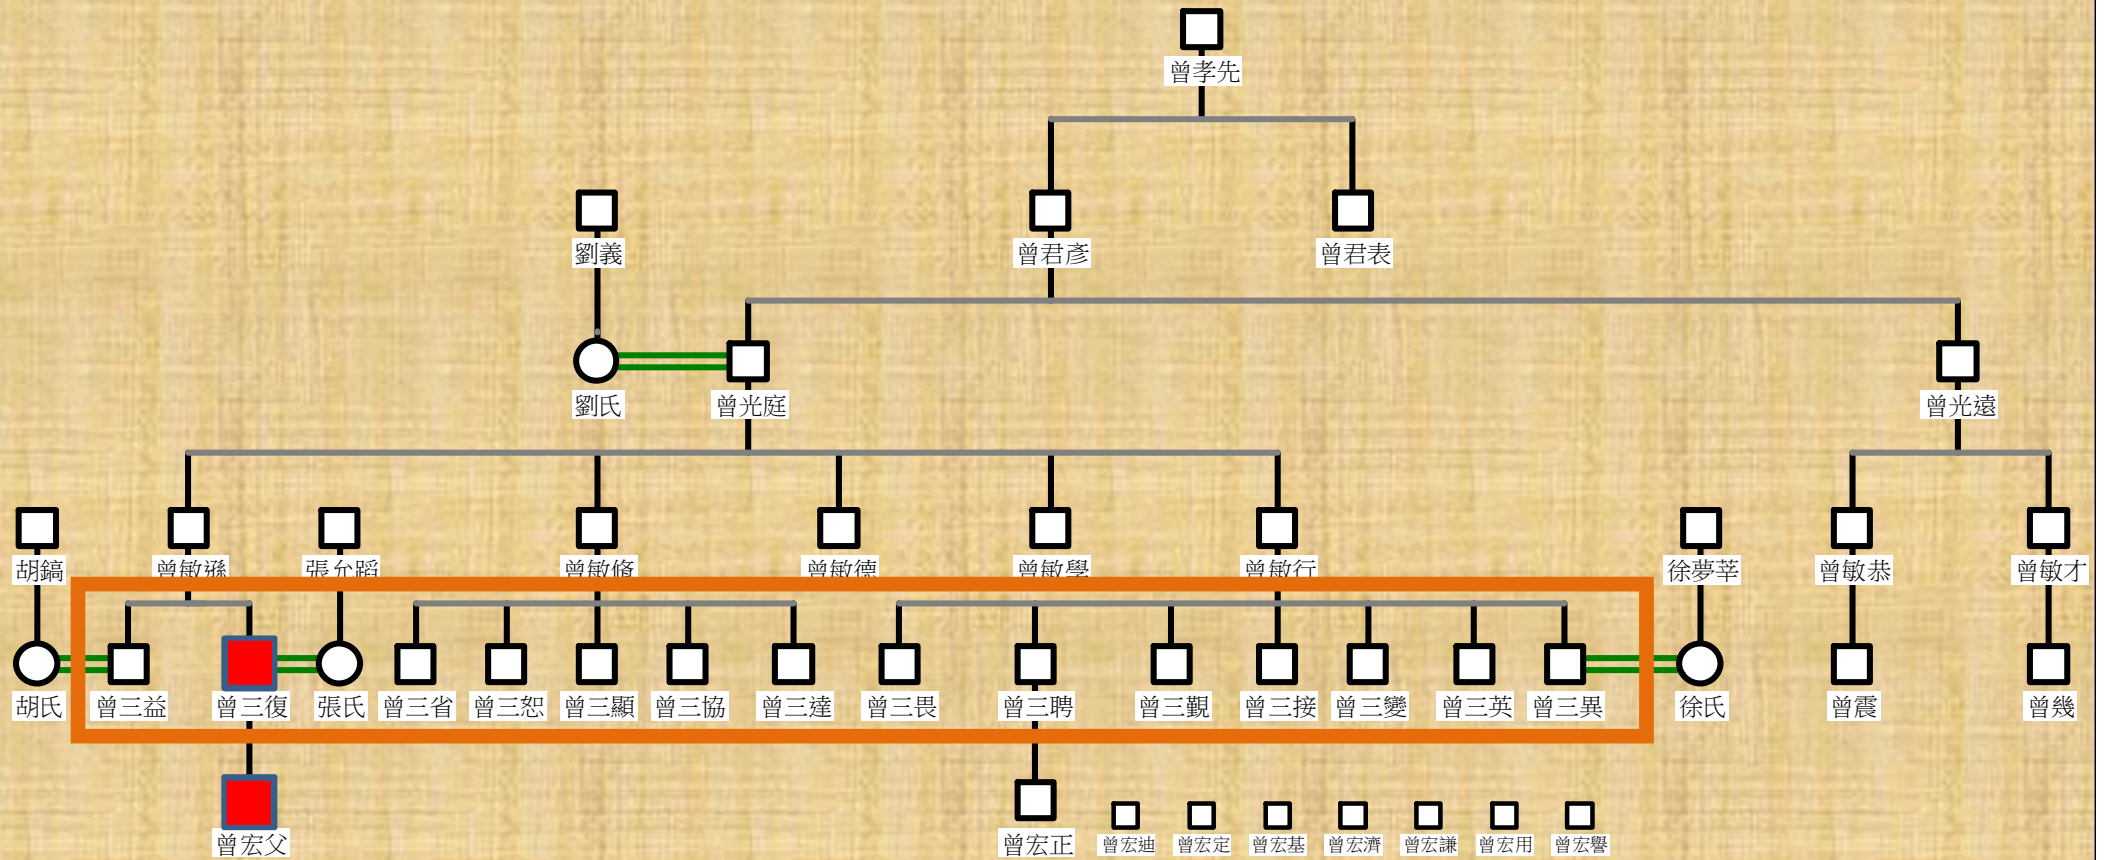 曾孝先
劉義
曾君彥
曾君表
劉氏
曾光庭
曾光遠
胡鎬
曾敏遜
張允蹈
曾敏脩
曾敏德
曾敏學
曾敏行
徐夢莘
曾敏恭
曾敏才
胡氏
曾三益
曾三復
張氏
曾三省
曾三恕
曾三顯
曾三協
曾三達
曾三畏
曾三聘
曾三觀
曾三接
曾三變
曾三英
曾三異
徐氏
曾震
曾幾
曾宏父
曾宏正
曾宏迪
曾宏定
曾宏基
曾宏濟
曾宏謙
曾宏用
曾宏譽